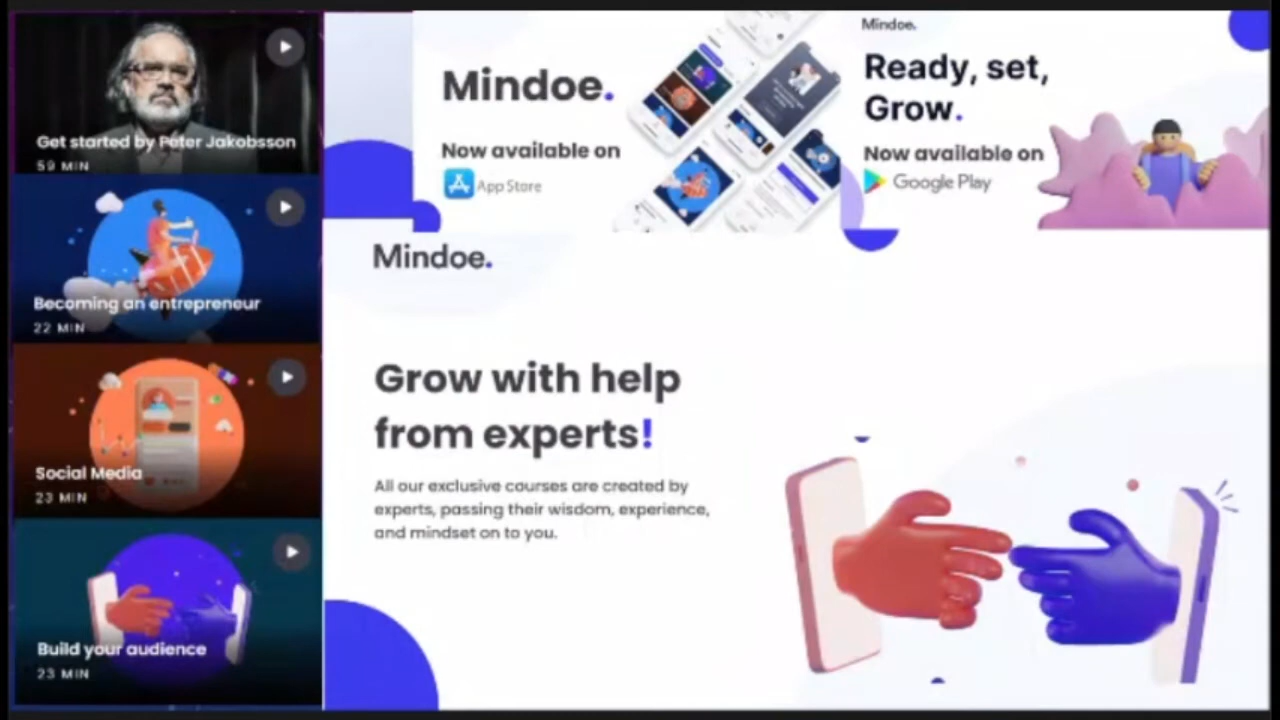 Get started by Peter Jakobsson
59 MIN
Becoming an entrepreneur
22 MIN
Social Media
23 MIN
Build your audience
23 MIN
Mindoe.
Now available on
App Store
Mindoe.
Ready, set,
Grow.
Now available on
Google Play
Mindoe.
Grow with help
from experts!
All our exclusive courses are created by
experts, passing their wisdom, experience,
and mindset on to you.